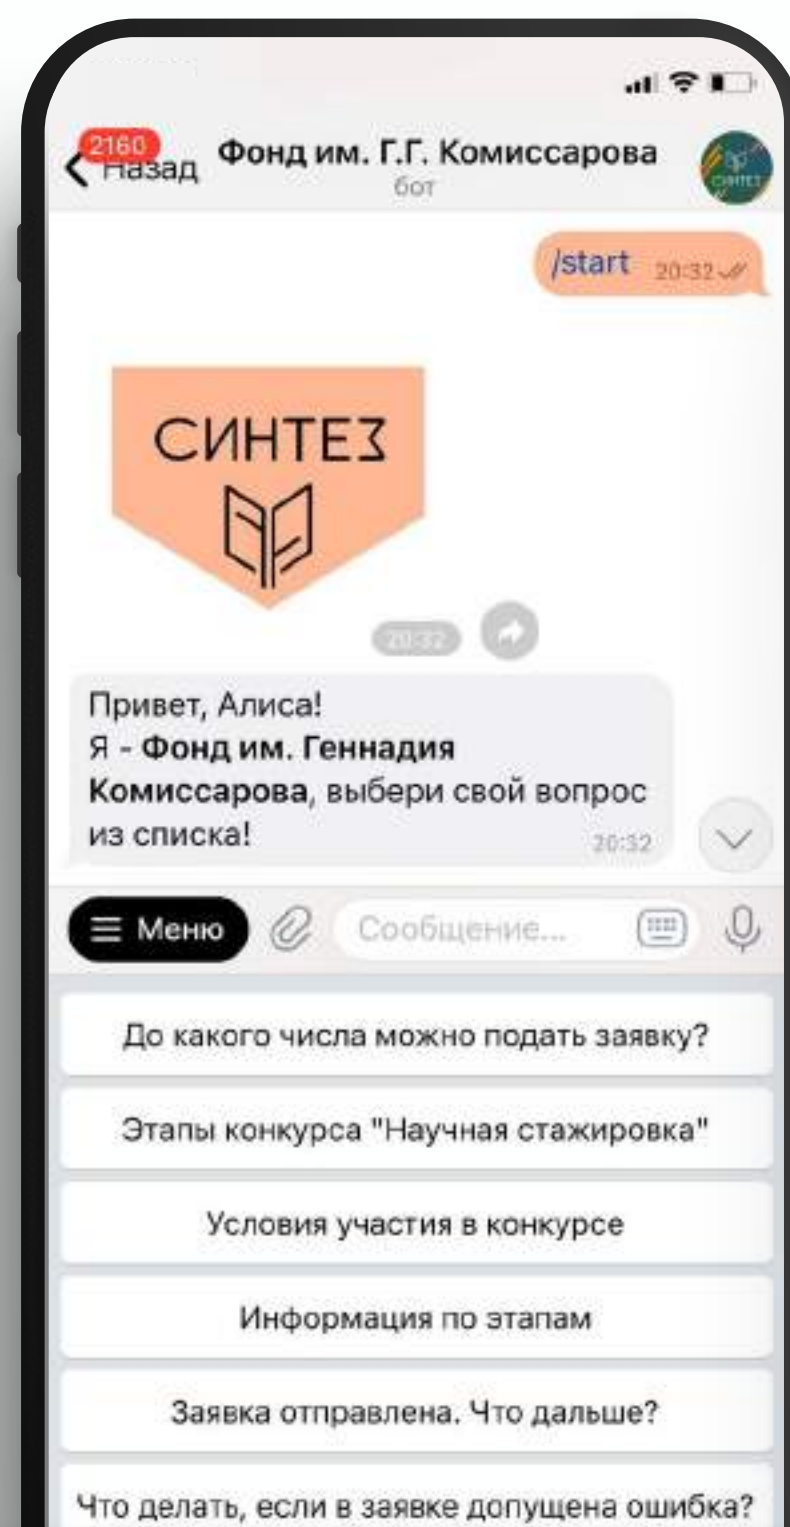 2160
Назад
Фонд им. Г.Г. Комиссарова
бот
СИНТЕЗ
/start 20:32
СИНТЕЗ
20:32
Привет, Алиса!
Я - Фонд им. Геннадия
Комиссарова, выбери свой вопрос
из списка!
20:32
Меню
Сообщение...
До какого числа можно подать заявку?
Этапы конкурса "Научная стажировка"
Условия участия в конкурсе
Информация по этапам
Заявка отправлена. Что дальше?
Что делать, если в заявке допущена ошибка?